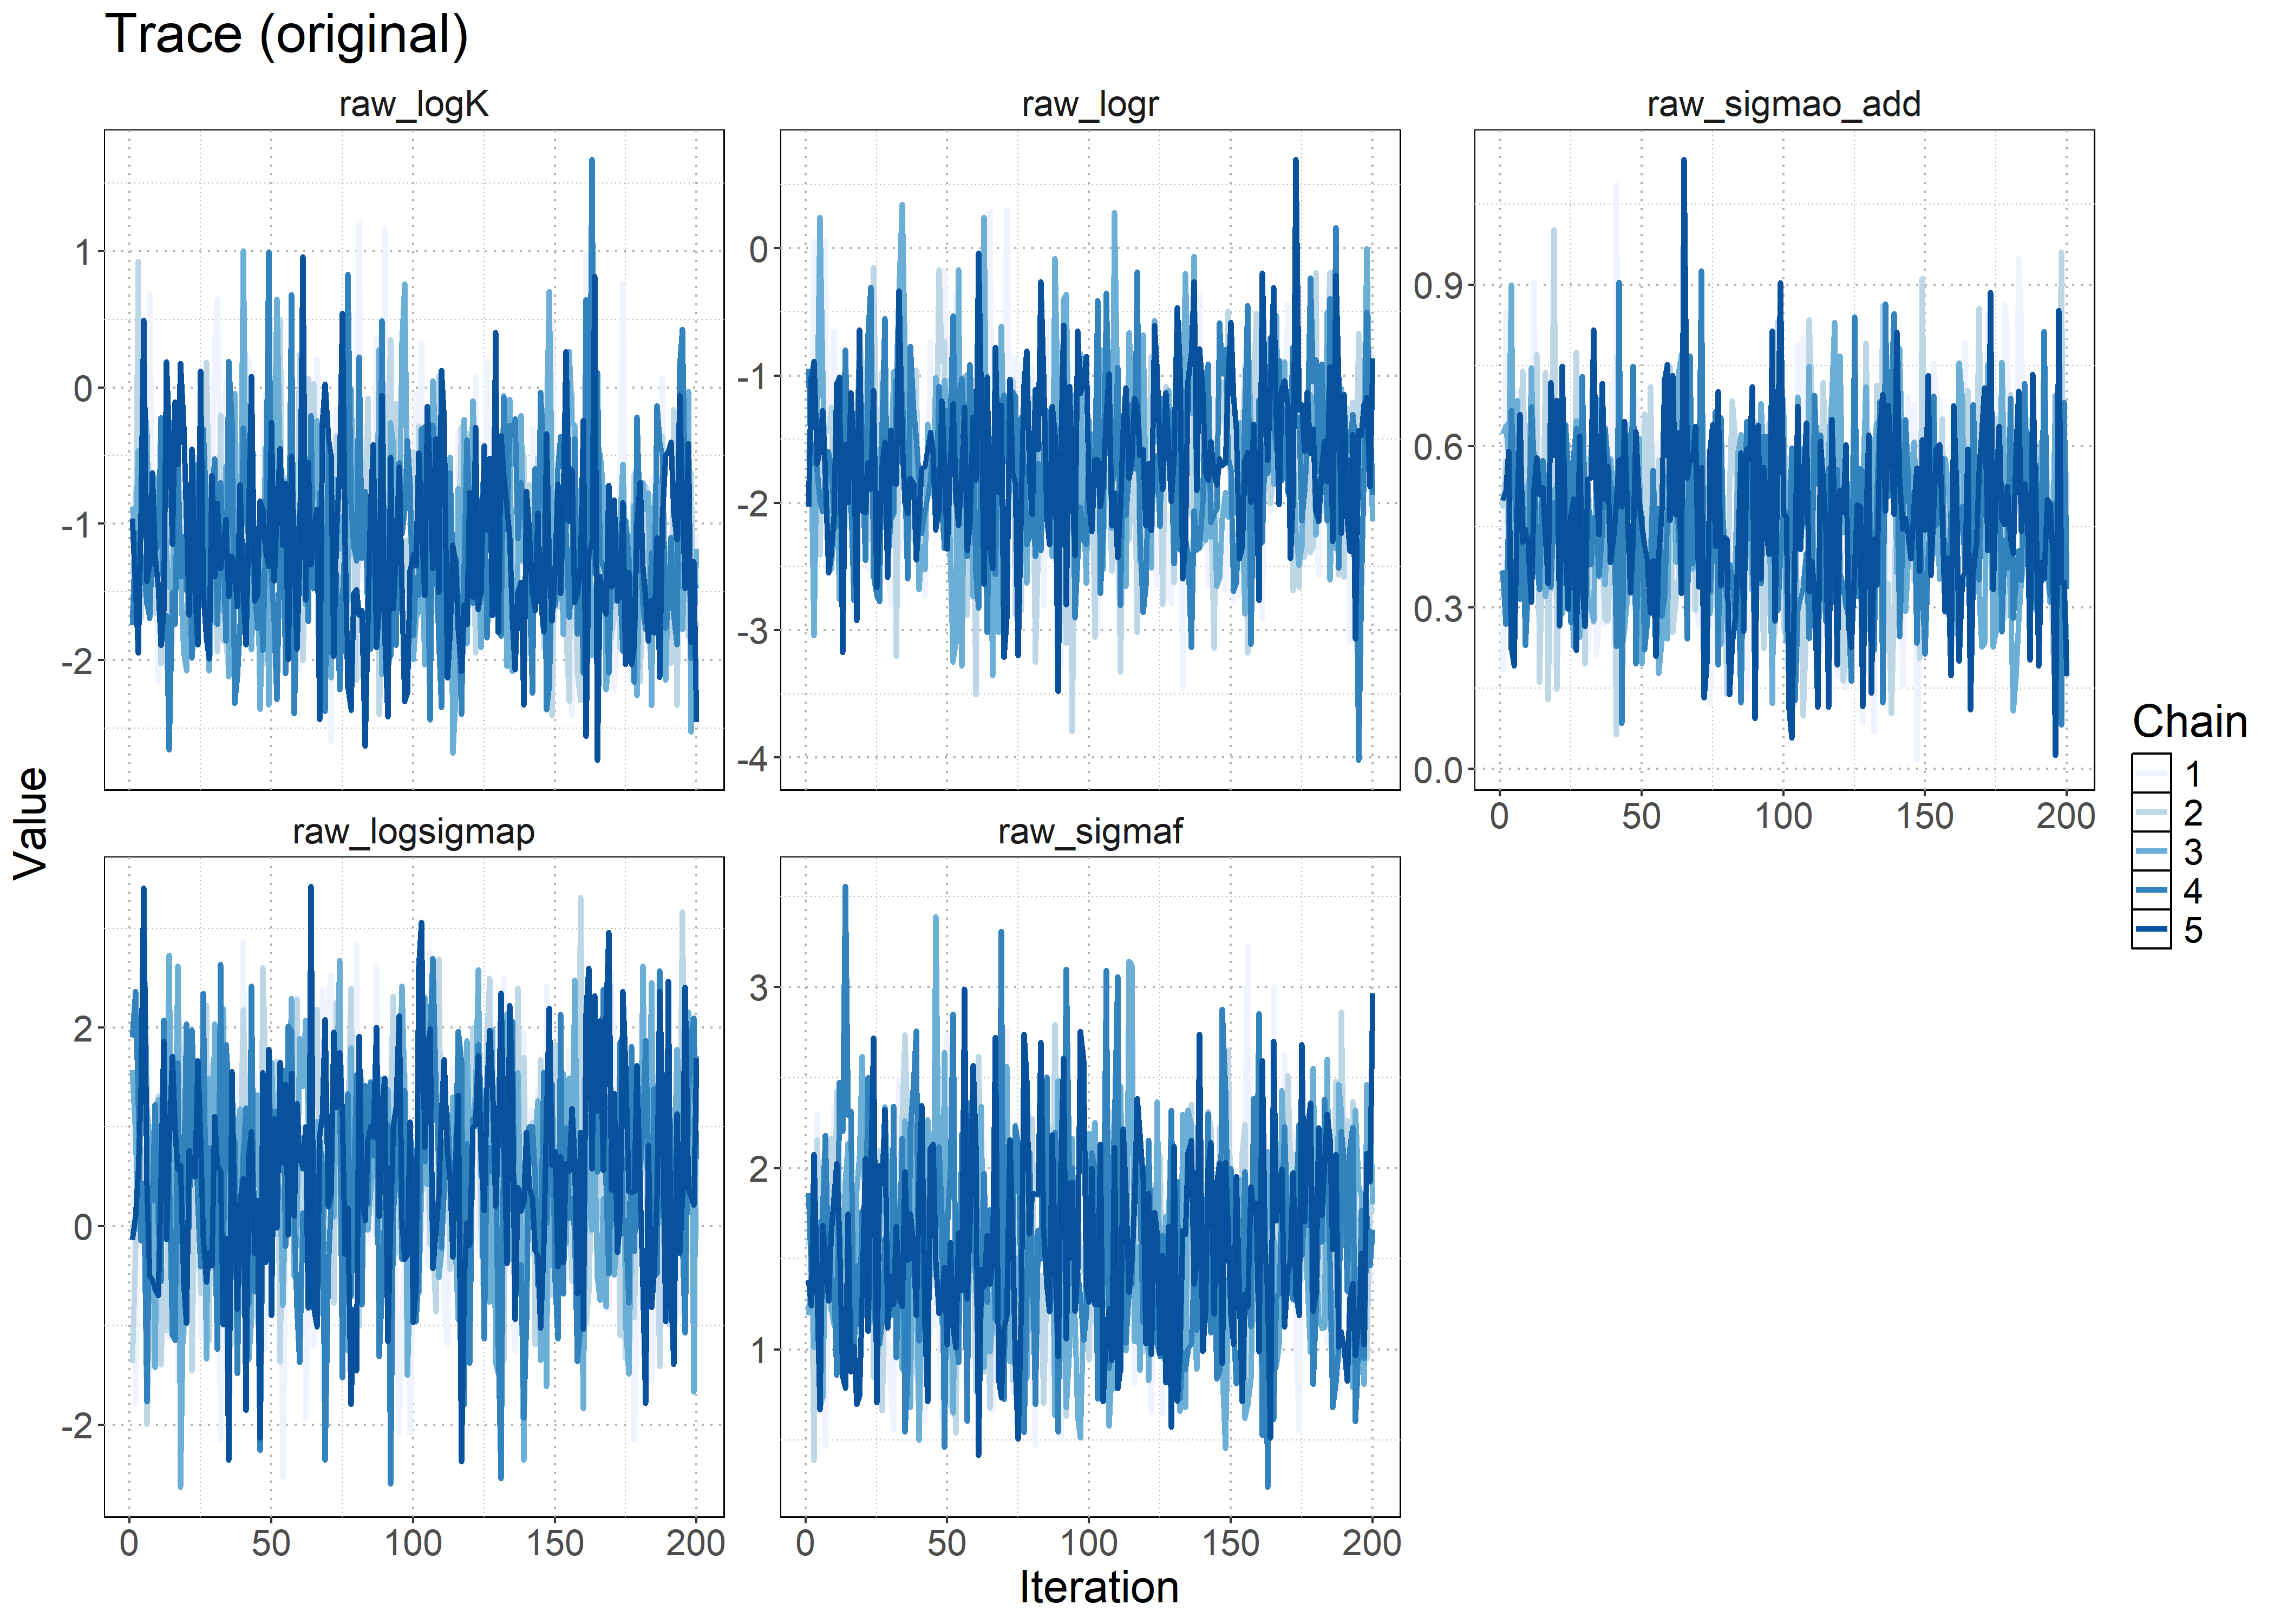 Trace (original)
raw_logK
raw_logr
raw_sigmao_add
1
0
-1
-2
0
-1
-2
-3
-4
0.9
0.6
0.3
0.0
0 50 100 150 200
raw_logsigmap
raw_sigmaf
2
0
-2
3
2
1
0 50 100 150 200
0 50 100 150 200
Value
Iteration
Chain
1
2
3
4
5